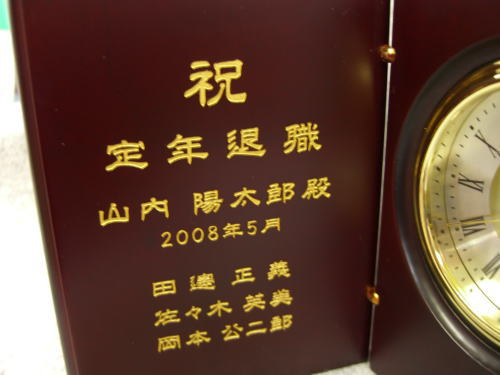 祝
定年退職
山内 陽太郎殿
2008年5月
田邊 正義
佐々木 英美
岡本 公二郎